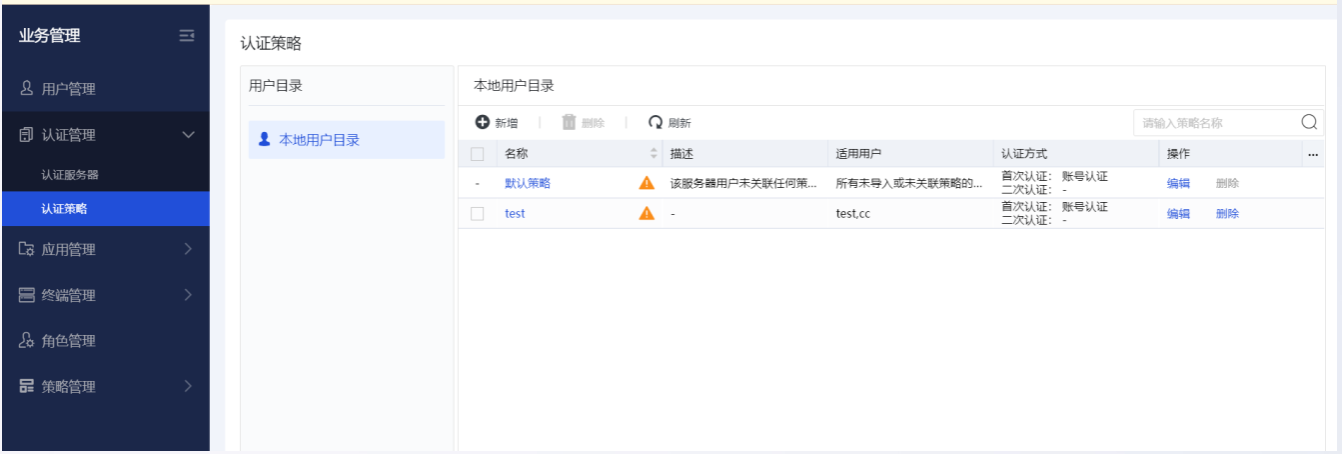 业务管理
用户管理
认证管理
认证服务器
认证策略
应用管理
终端管理
角色管理
策略管理
认证策略
用户目录
本地用户目录
本地用户目录
新增 删除 刷新 请输入策略名称
名称 描述 适用用户 认证方式 操作 ...
- 默认策略 该服务器用户未关联任何策... 所有未导入或未关联策略的... 首次认证: 账号认证 编辑 删除
二次认证: -
test - test,cc 首次认证: 账号认证 编辑 删除
二次认证: -